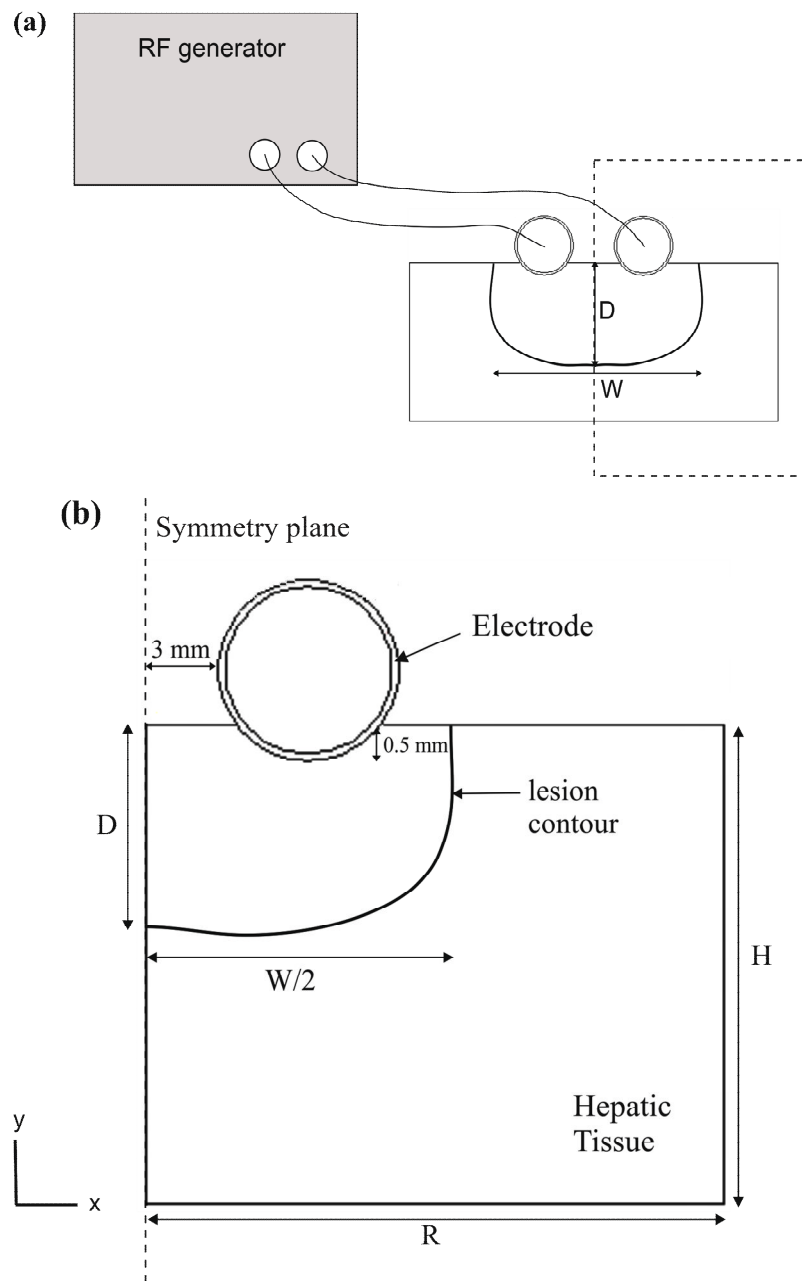 (a)
RF generator
D
W
(b)
Symmetry plane
3 mm
Electrode
0.5 mm
D
lesion
contour
W/2
H
Hepatic
Tissue
y
x
R